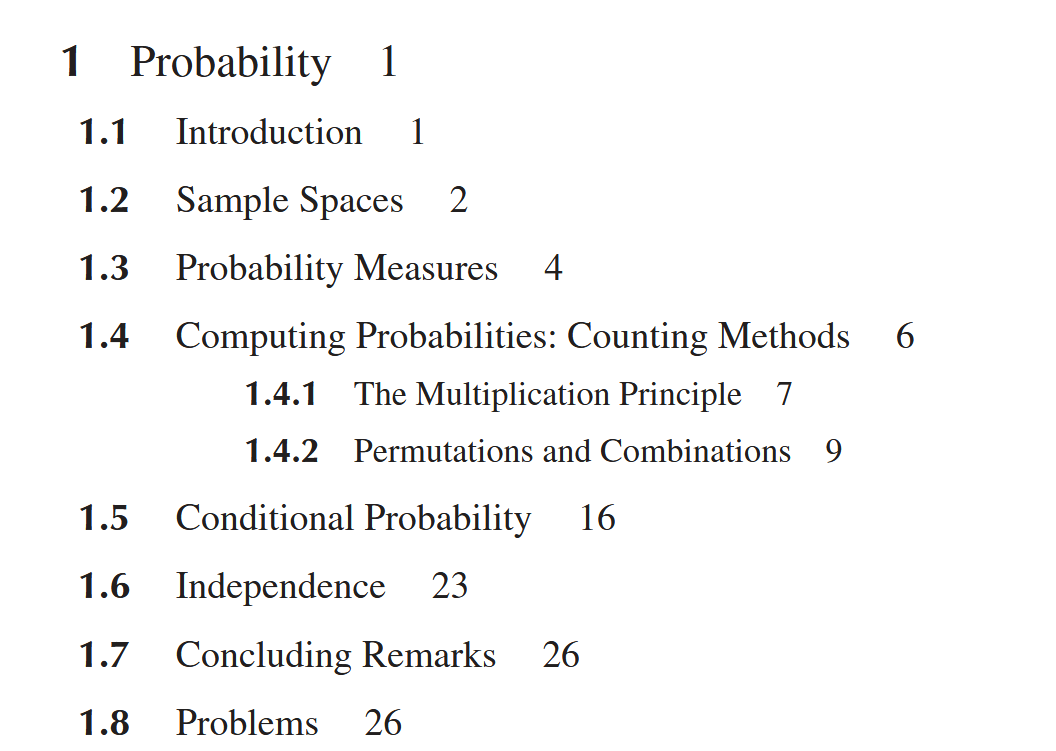 1 Probability 1
1.1 Introduction 1
1.2 Sample Spaces 2
1.3 Probability Measures 4
1.4 Computing Probabilities: Counting Methods 6
1.4.1 The Multiplication Principle 7
1.4.2 Permutations and Combinations 9
1.5 Conditional Probability 16
1.6 Independence 23
1.7 Concluding Remarks 26
1.8 Problems 26